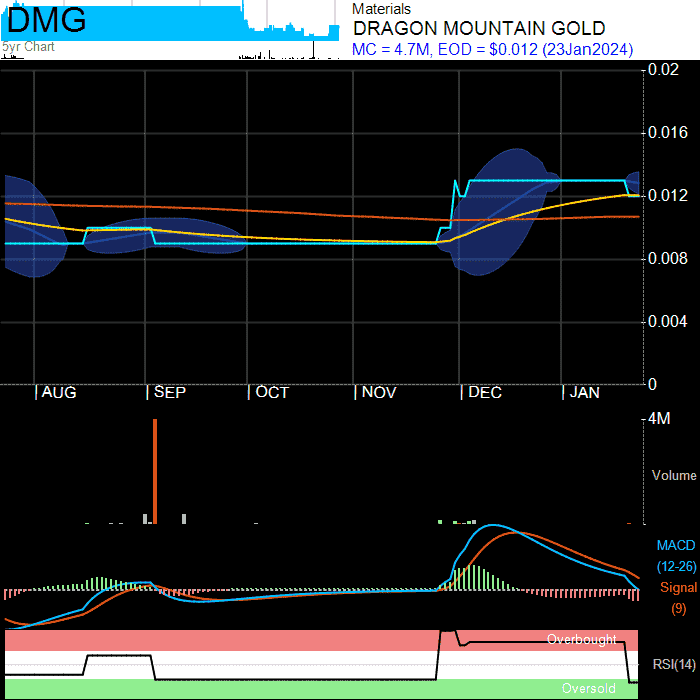 DMG
5yr Chart
Materials
DRAGON MOUNTAIN GOLD
MC = 4.7M, EOD = $0.012 (23Jan2024)
0.02
0.016
0.012
0.008
0.004
0
AUG
SEP
OCT
NOV
DEC
JAN
4M
Volume
MACD
(12-26)
Signal
(9)
Overbought
RSI(14)
Oversold